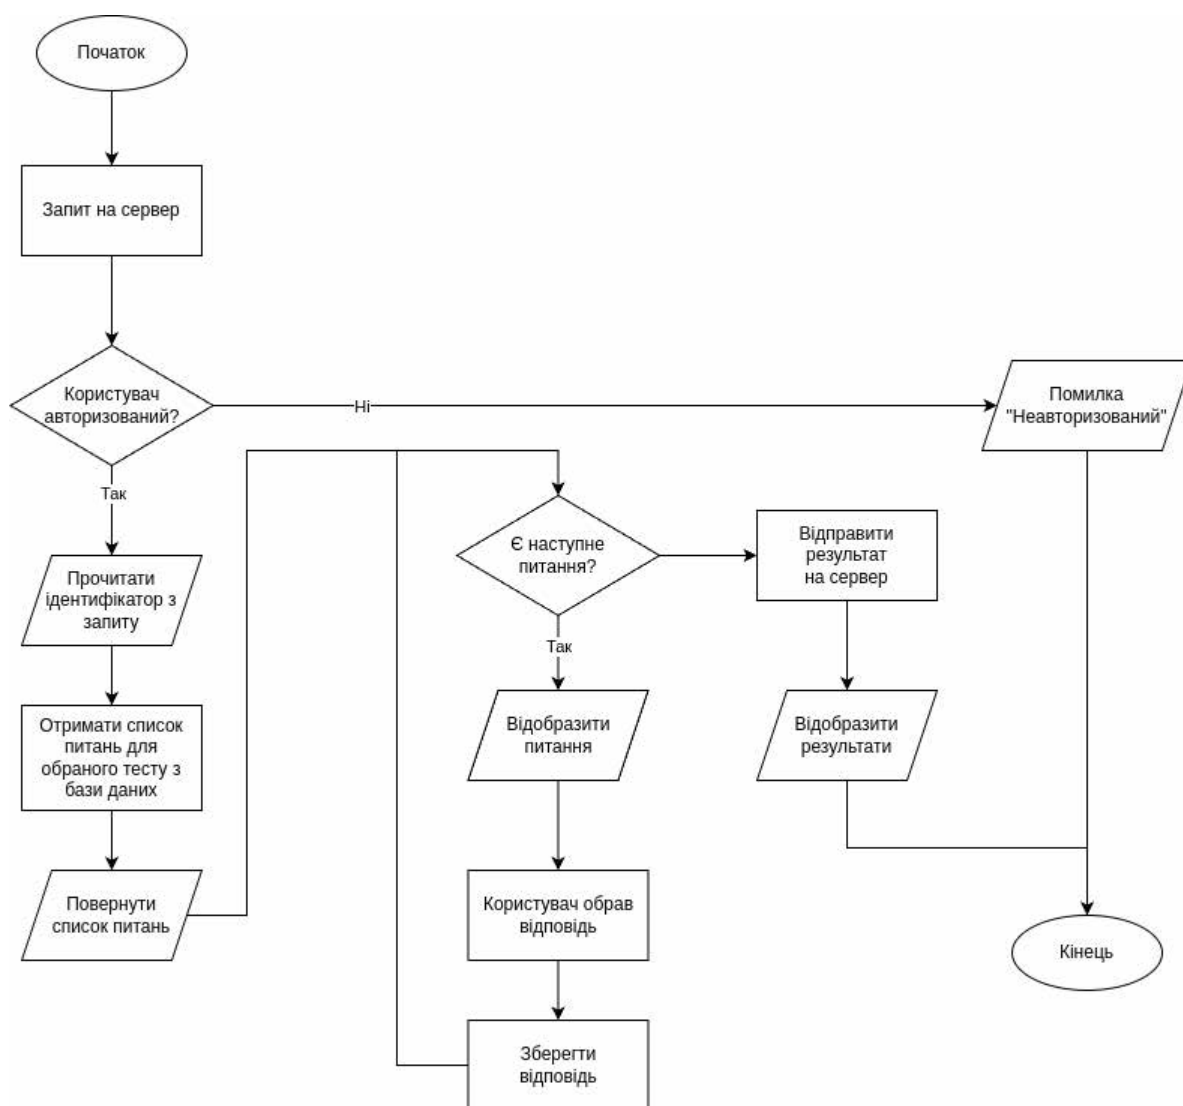 Початок
Запит на сервер
Користувач
авторизований?
Ні
Помилка
"Неавторизований"
Так
Прочитати
ідентифікатор з
запиту
Отримати список
питань для
обраного тесту з
бази даних
Повернути
список питань
Є наступне
питання?
Відправити
результат
на сервер
Так
Відобразити
питання
Відобразити
результати
Користувач обрав
відповідь
Зберегти
відповідь
Кінець